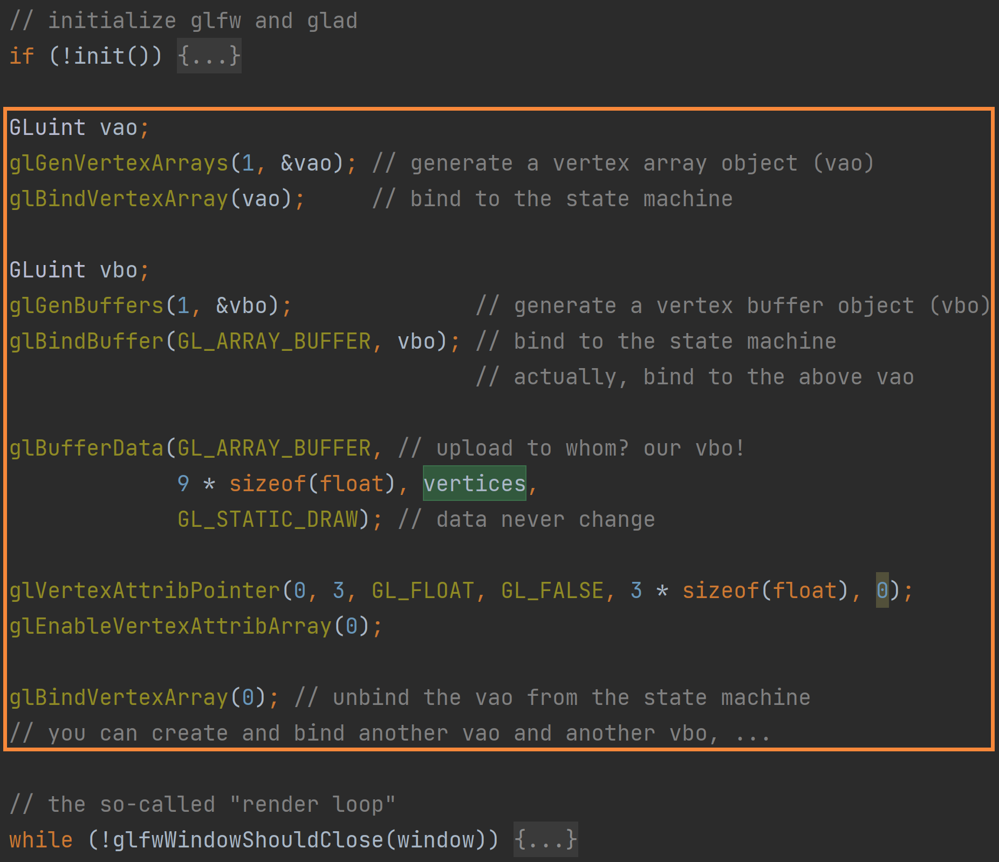 // initialize glfw and glad
if (!init()) {...}
GLuint vao;
glGenVertexArrays(1, &vao); // generate a vertex array object (vao)
glBindVertexArray(vao);     // bind to the state machine
GLuint vbo;
glGenBuffers(1, &vbo);              // generate a vertex buffer object (vbo)
glBindBuffer(GL_ARRAY_BUFFER, vbo); // bind to the state machine
                                    // actually, bind to the above vao
glBufferData(GL_ARRAY_BUFFER, // upload to whom? our vbo!
             9 * sizeof(float), vertices,
             GL_STATIC_DRAW); // data never change
glVertexAttribPointer(0, 3, GL_FLOAT, GL_FALSE, 3 * sizeof(float), 0);
glEnableVertexAttribArray(0);
glBindVertexArray(0); // unbind the vao from the state machine
// you can create and bind another vao and another vbo, ...
// the so-called "render loop"
while (!glfwWindowShouldClose(window)) {...}